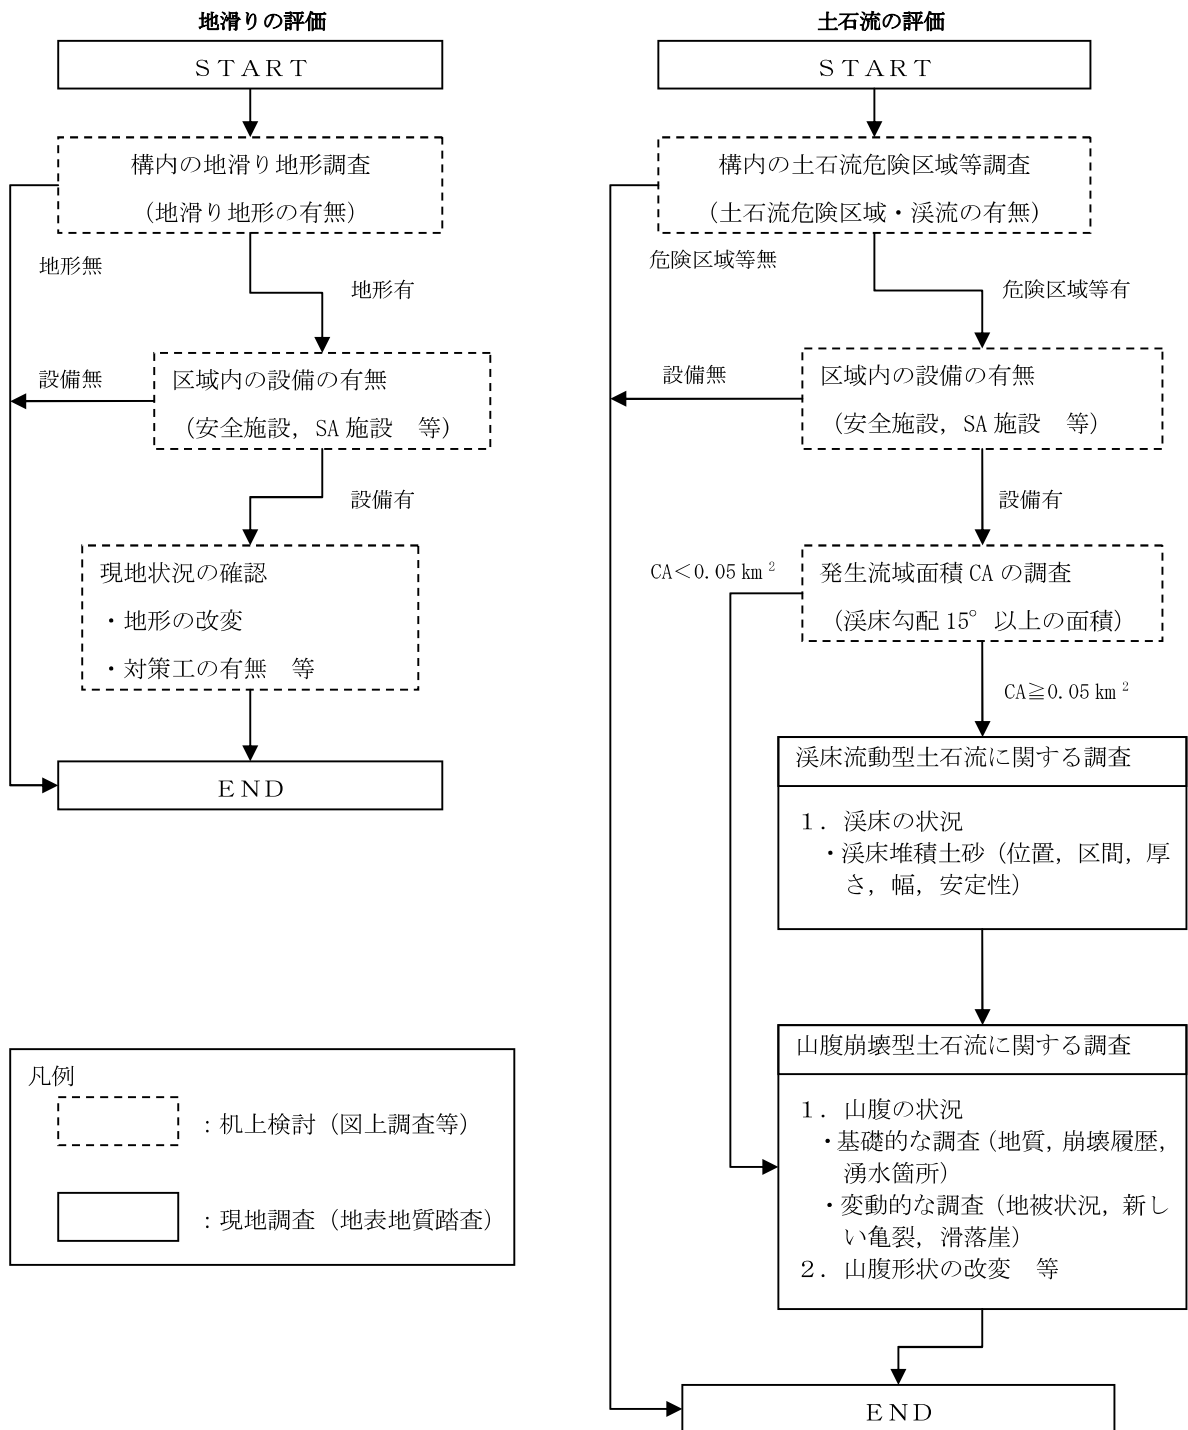 地滑りの評価
ＳＴＡＲＴ
構内の地滑り地形調査
（地滑り地形の有無）
地形無
地形有
設備無
区域内の設備の有無
（安全施設，SA 施設　等）
設備有
現地状況の確認
・地形の改変
・対策工の有無　等
ＥＮＤ
凡例
：机上検討（図上調査等）
：現地調査（地表地質踏査）
土石流の評価
ＳＴＡＲＴ
構内の土石流危険区域等調査
（土石流危険区域・渓流の有無）
危険区域等無
危険区域等有
設備無
区域内の設備の有無
（安全施設，SA 施設　等）
設備有
CA＜0.05 km²
発生流域面積 CA の調査
（渓床勾配 15°以上の面積）
CA≧0.05 km²
渓床流動型土石流に関する調査
１．渓床の状況
・渓床堆積土砂（位置，区間，厚
さ，幅，安定性）
山腹崩壊型土石流に関する調査
１．山腹の状況
・基礎的な調査（地質，崩壊履歴，
湧水箇所）
・変動的な調査（地被状況，新し
い亀裂，滑落崖）
２．山腹形状の改変　等
ＥＮＤ